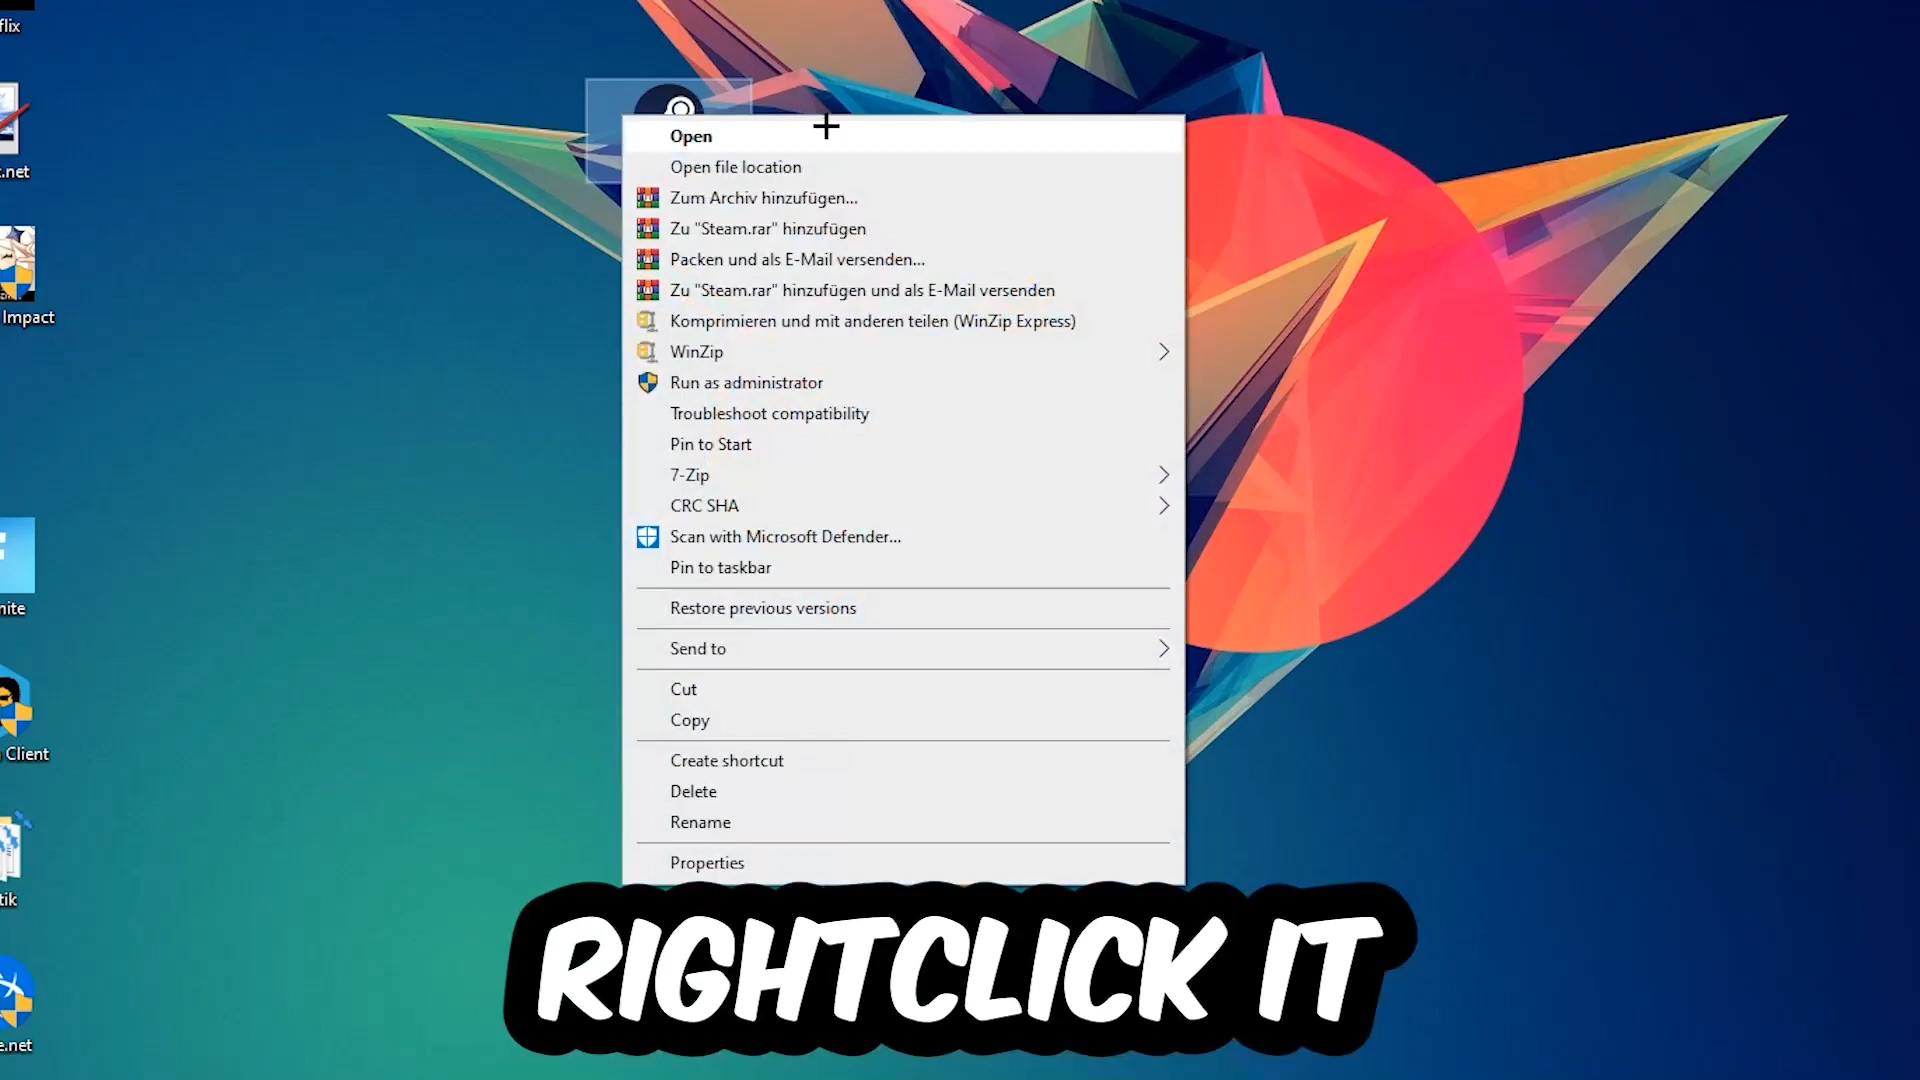 flix
t.net
Impact
nite
Client
tik
e.net
Open
Open file location
Zum Archiv hinzufügen...
Zu "Steam.rar" hinzufügen
Packen und als E-Mail versenden...
Zu "Steam.rar" hinzufügen und als E-Mail versenden
Komprimieren und mit anderen teilen (WinZip Express)
WinZip
Run as administrator
Troubleshoot compatibility
Pin to Start
7-Zip
CRC SHA
Scan with Microsoft Defender...
Pin to taskbar
Restore previous versions
Send to
Cut
Copy
Create shortcut
Delete
Rename
Properties
RIGHTCLICK IT